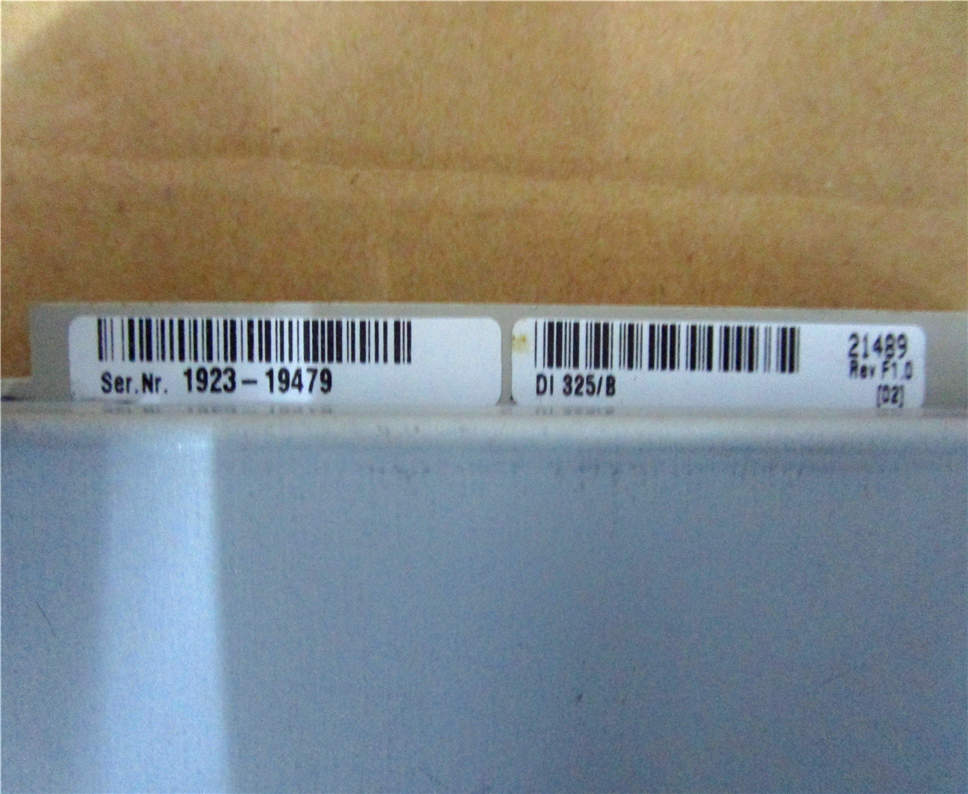 Ser.Nr. 1923-19479
DI 325/B
21489
Rev F1.0
[02]